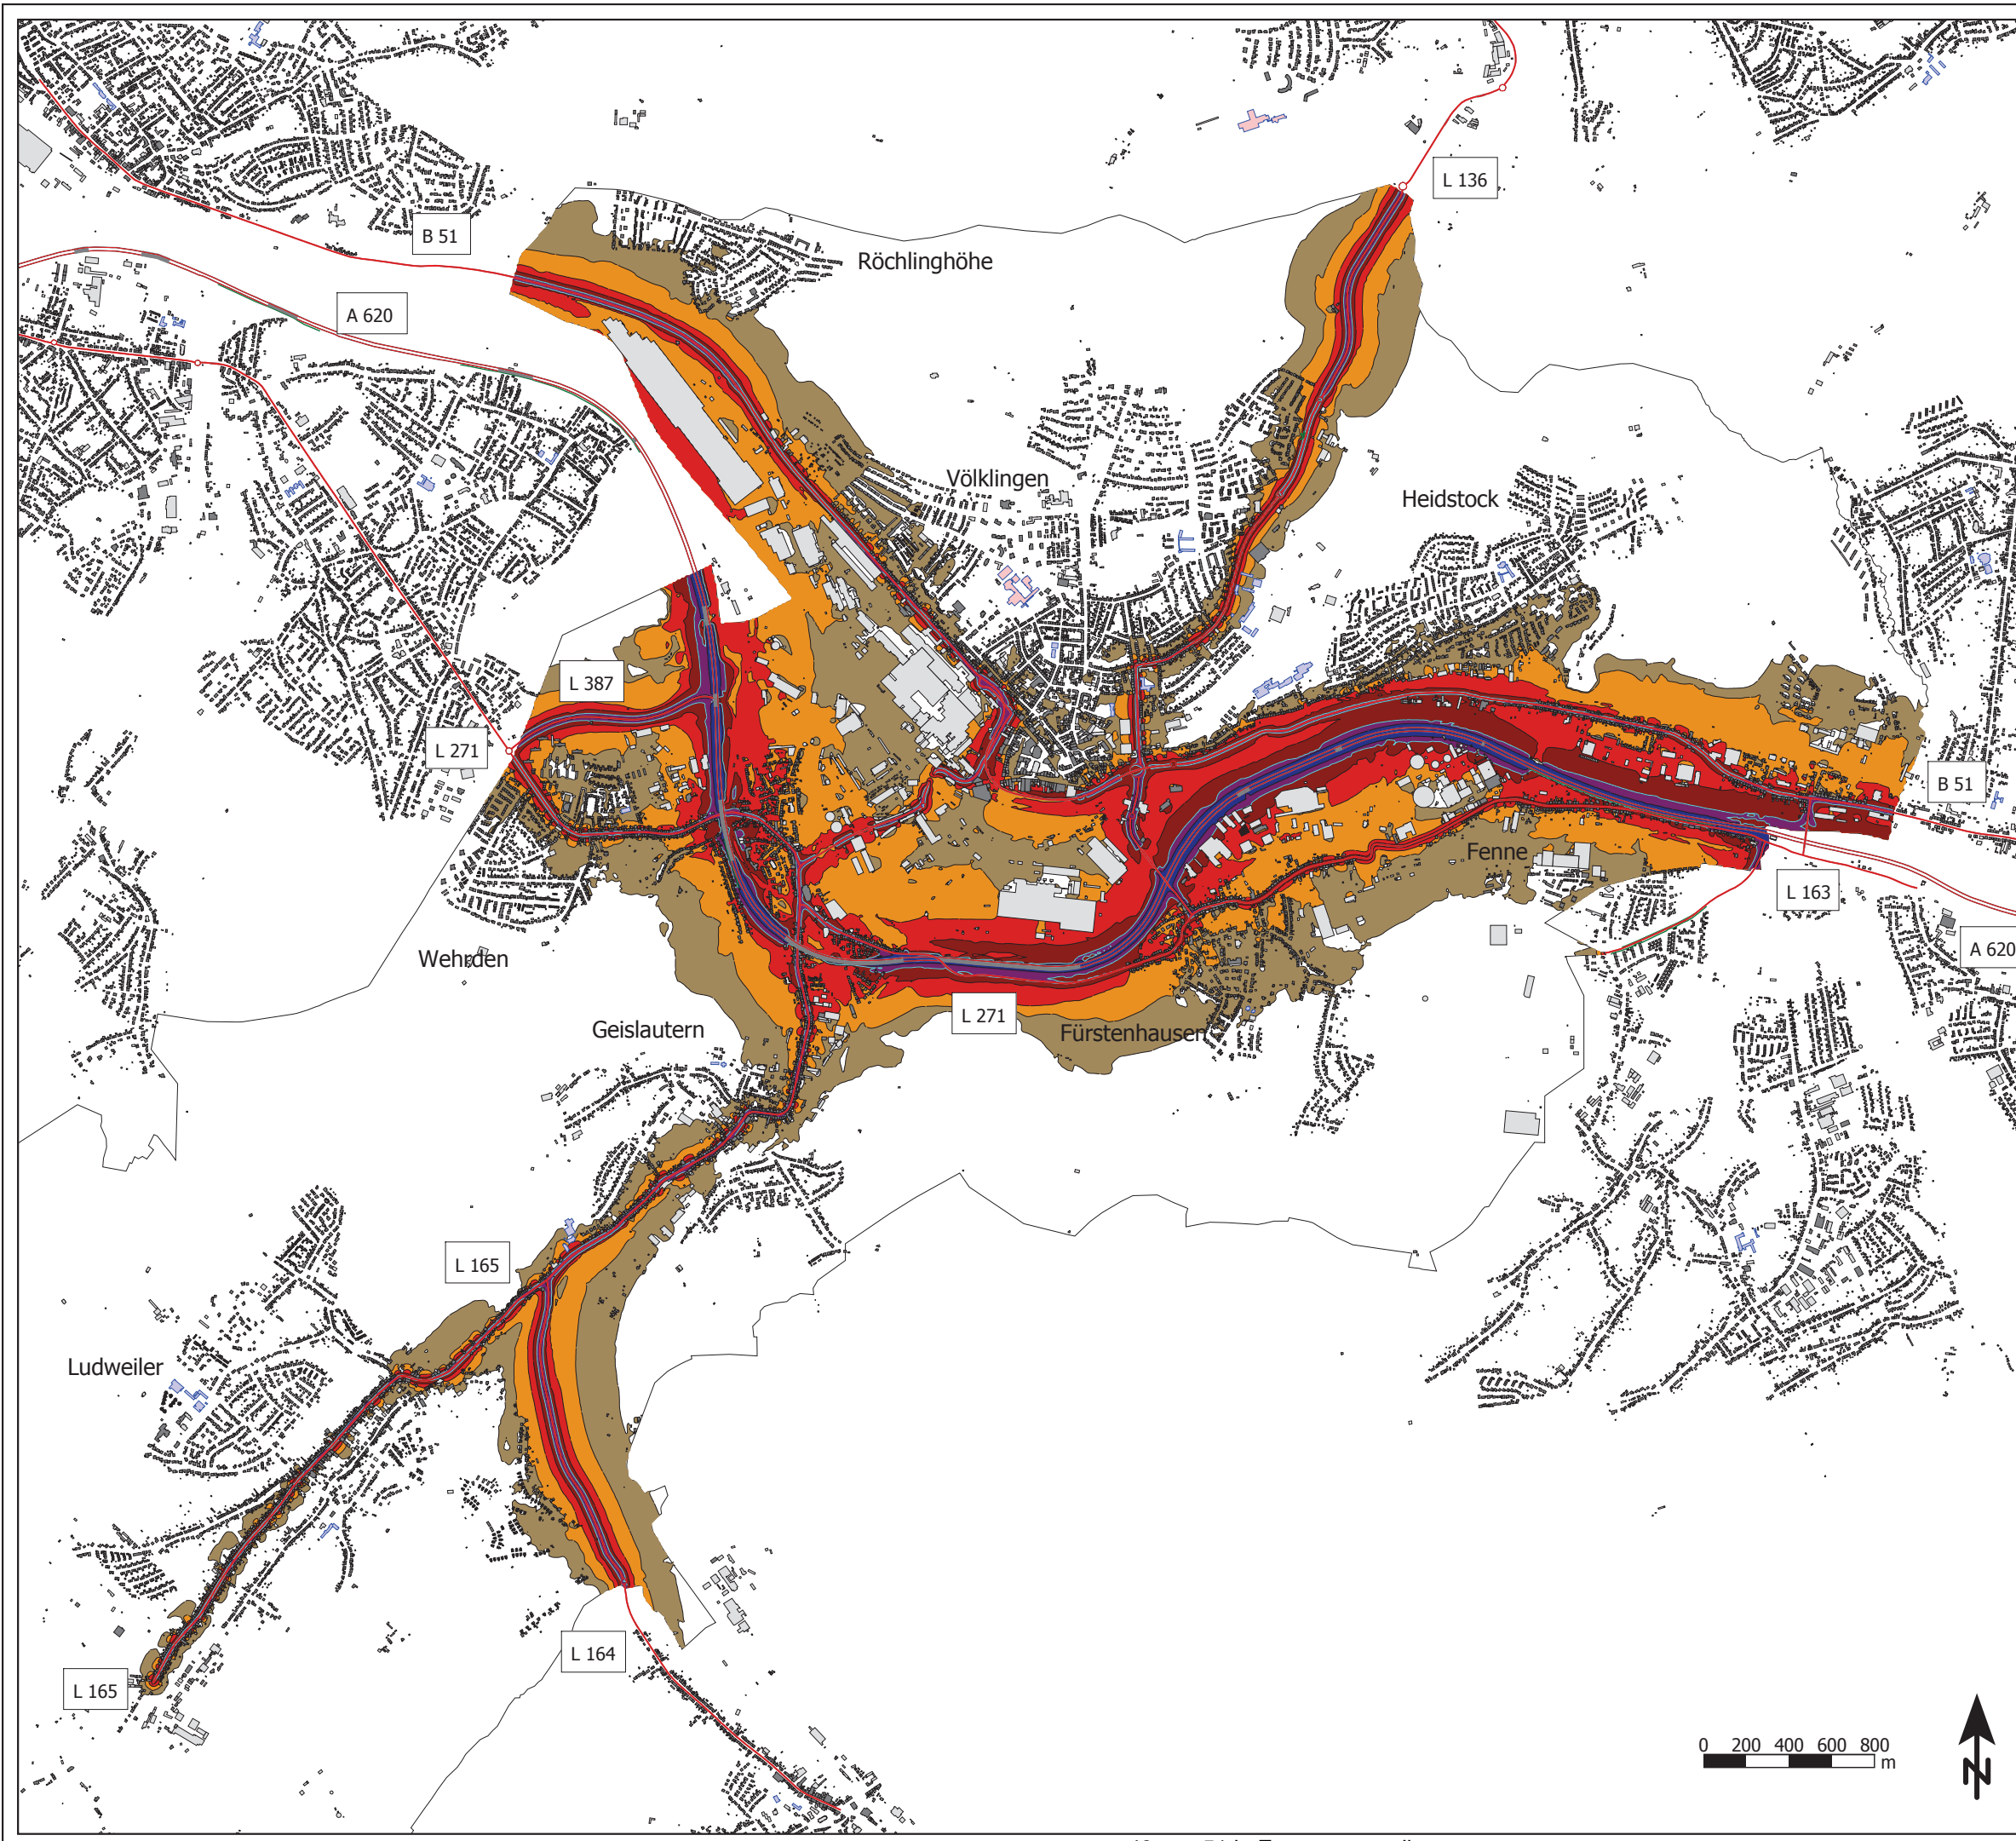 L 136
B 51
Röchlinghöhe
A 620
Völklingen
Heidstock
L 387
L 271
B 51
Fenne
L 163
Wehrden
A 620
L 271
Geislautern
Fürstenhausen
L 165
Ludweiler
L 164
L 165
0 200 400 600 800
m
N